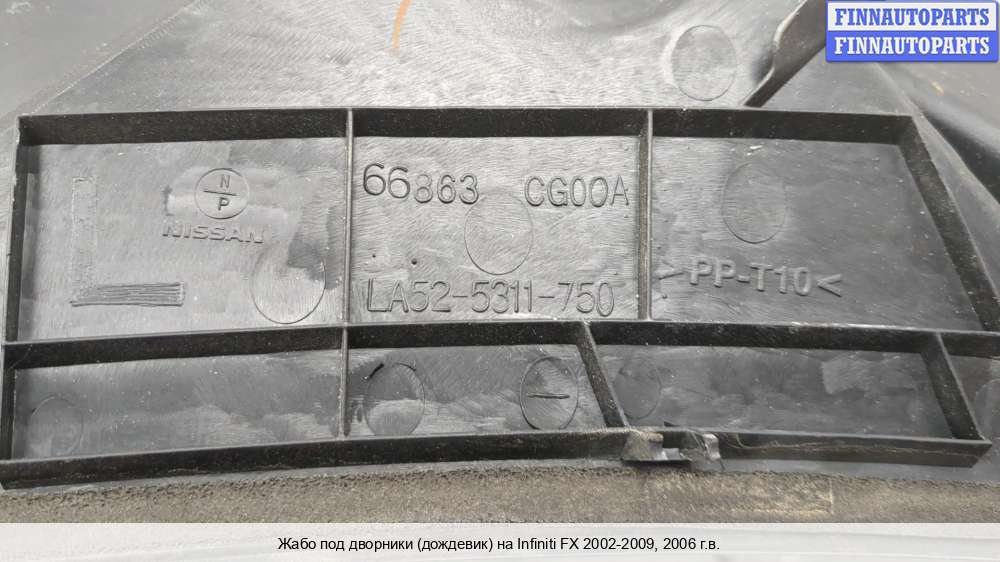 FINNAUTOPARTS
FINNAUTOPARTS
N
P
NISSAN
L
66863 CG00A
LA52-5311-750
>PP-T10<
Жабо под дворники (дождевик) на Infiniti FX 2002-2009, 2006 г.в.